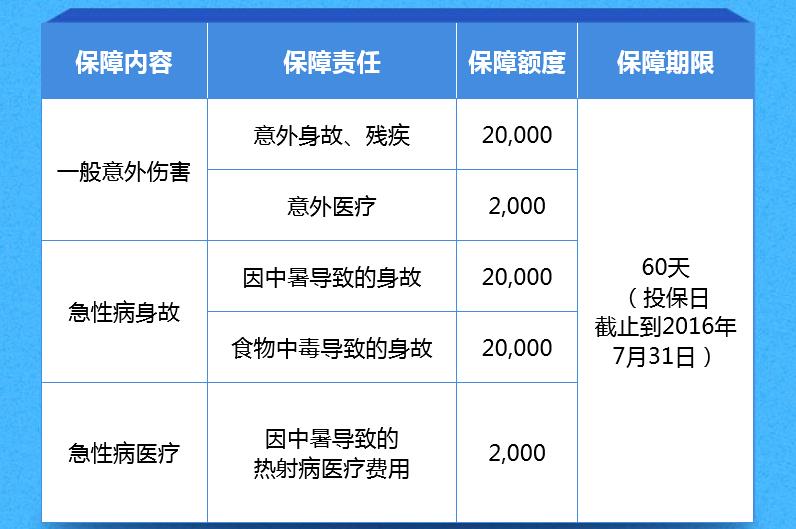 保障内容 保障责任 保障额度 保障期限
一般意外伤害
意外身故、残疾 20,000
意外医疗 2,000
急性病身故
因中暑导致的身故 20,000
食物中毒导致的身故 20,000
急性病医疗
因中暑导致的
热射病医疗费用
2,000
60天
（投保日
截止到2016年
7月31日）